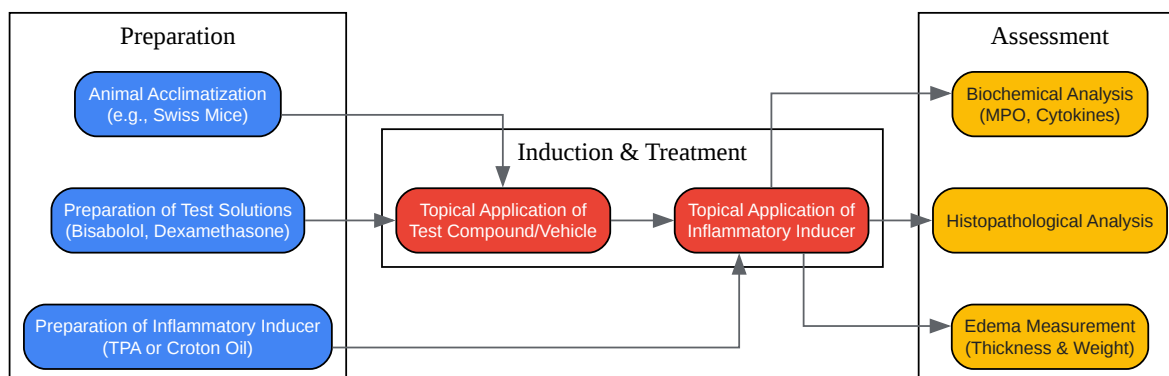 Preparation
Animal Acclimatization
(e.g., Swiss Mice)
Preparation of Test Solutions
(Bisabolol, Dexamethasone)
Preparation of Inflammatory Inducer
(TPA or Croton Oil)
Induction & Treatment
Topical Application of
Test Compound/Vehicle
Topical Application of
Inflammatory Inducer
Assessment
Biochemical Analysis
(MPO, Cytokines)
Histopathological Analysis
Edema Measurement
(Thickness & Weight)